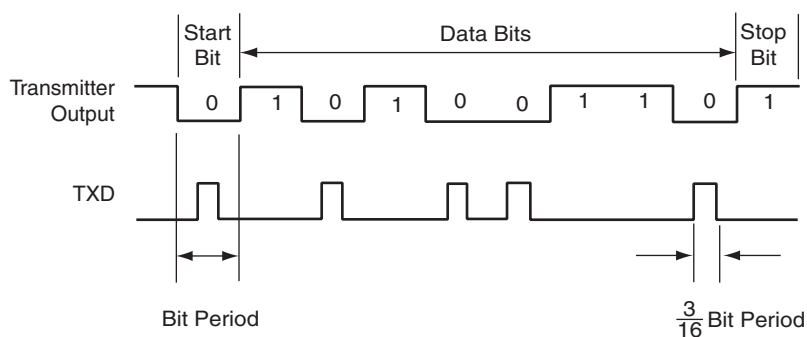 Start
Bit
Data Bits
Stop
Bit
Transmitter
Output
0 1 0 1 0 0 1 1 0 1
TXD
Bit Period
3/16 Bit Period